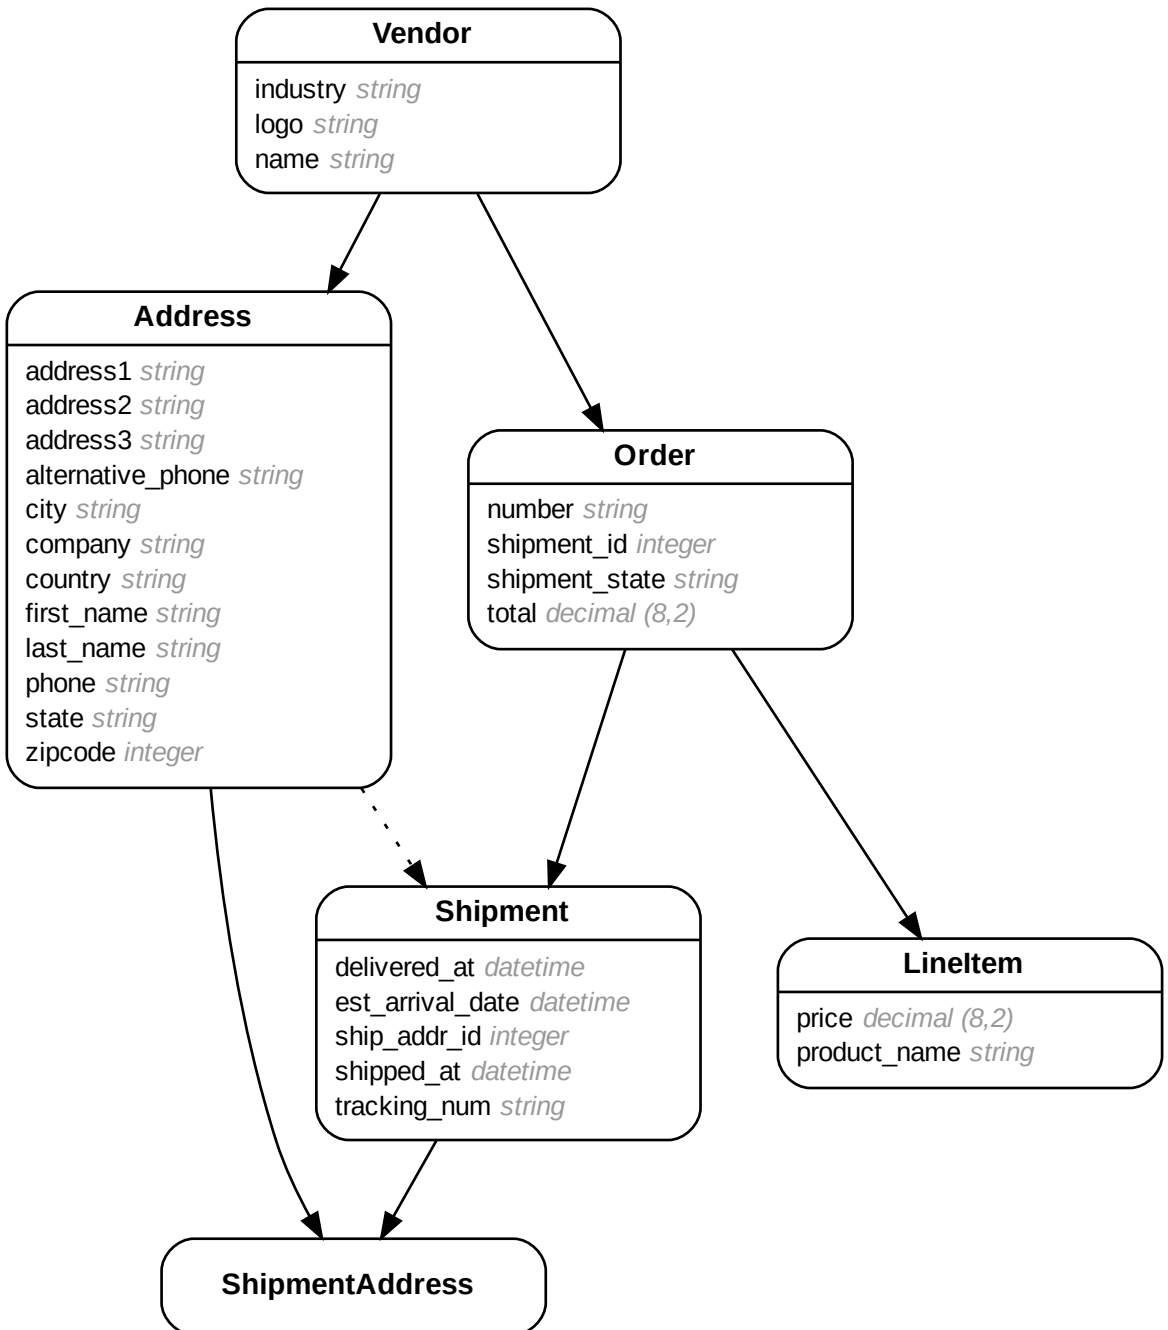 Vendor
industry string
logo string
name string
Address
address1 string
address2 string
address3 string
alternative_phone string
city string
company string
country string
first_name string
last_name string
phone string
state string
zipcode integer
Order
number string
shipment_id integer
shipment_state string
total decimal (8,2)
Shipment
delivered_at datetime
est_arrival_date datetime
ship_addr_id integer
shipped_at datetime
tracking_num string
LineItem
price decimal (8,2)
product_name string
ShipmentAddress